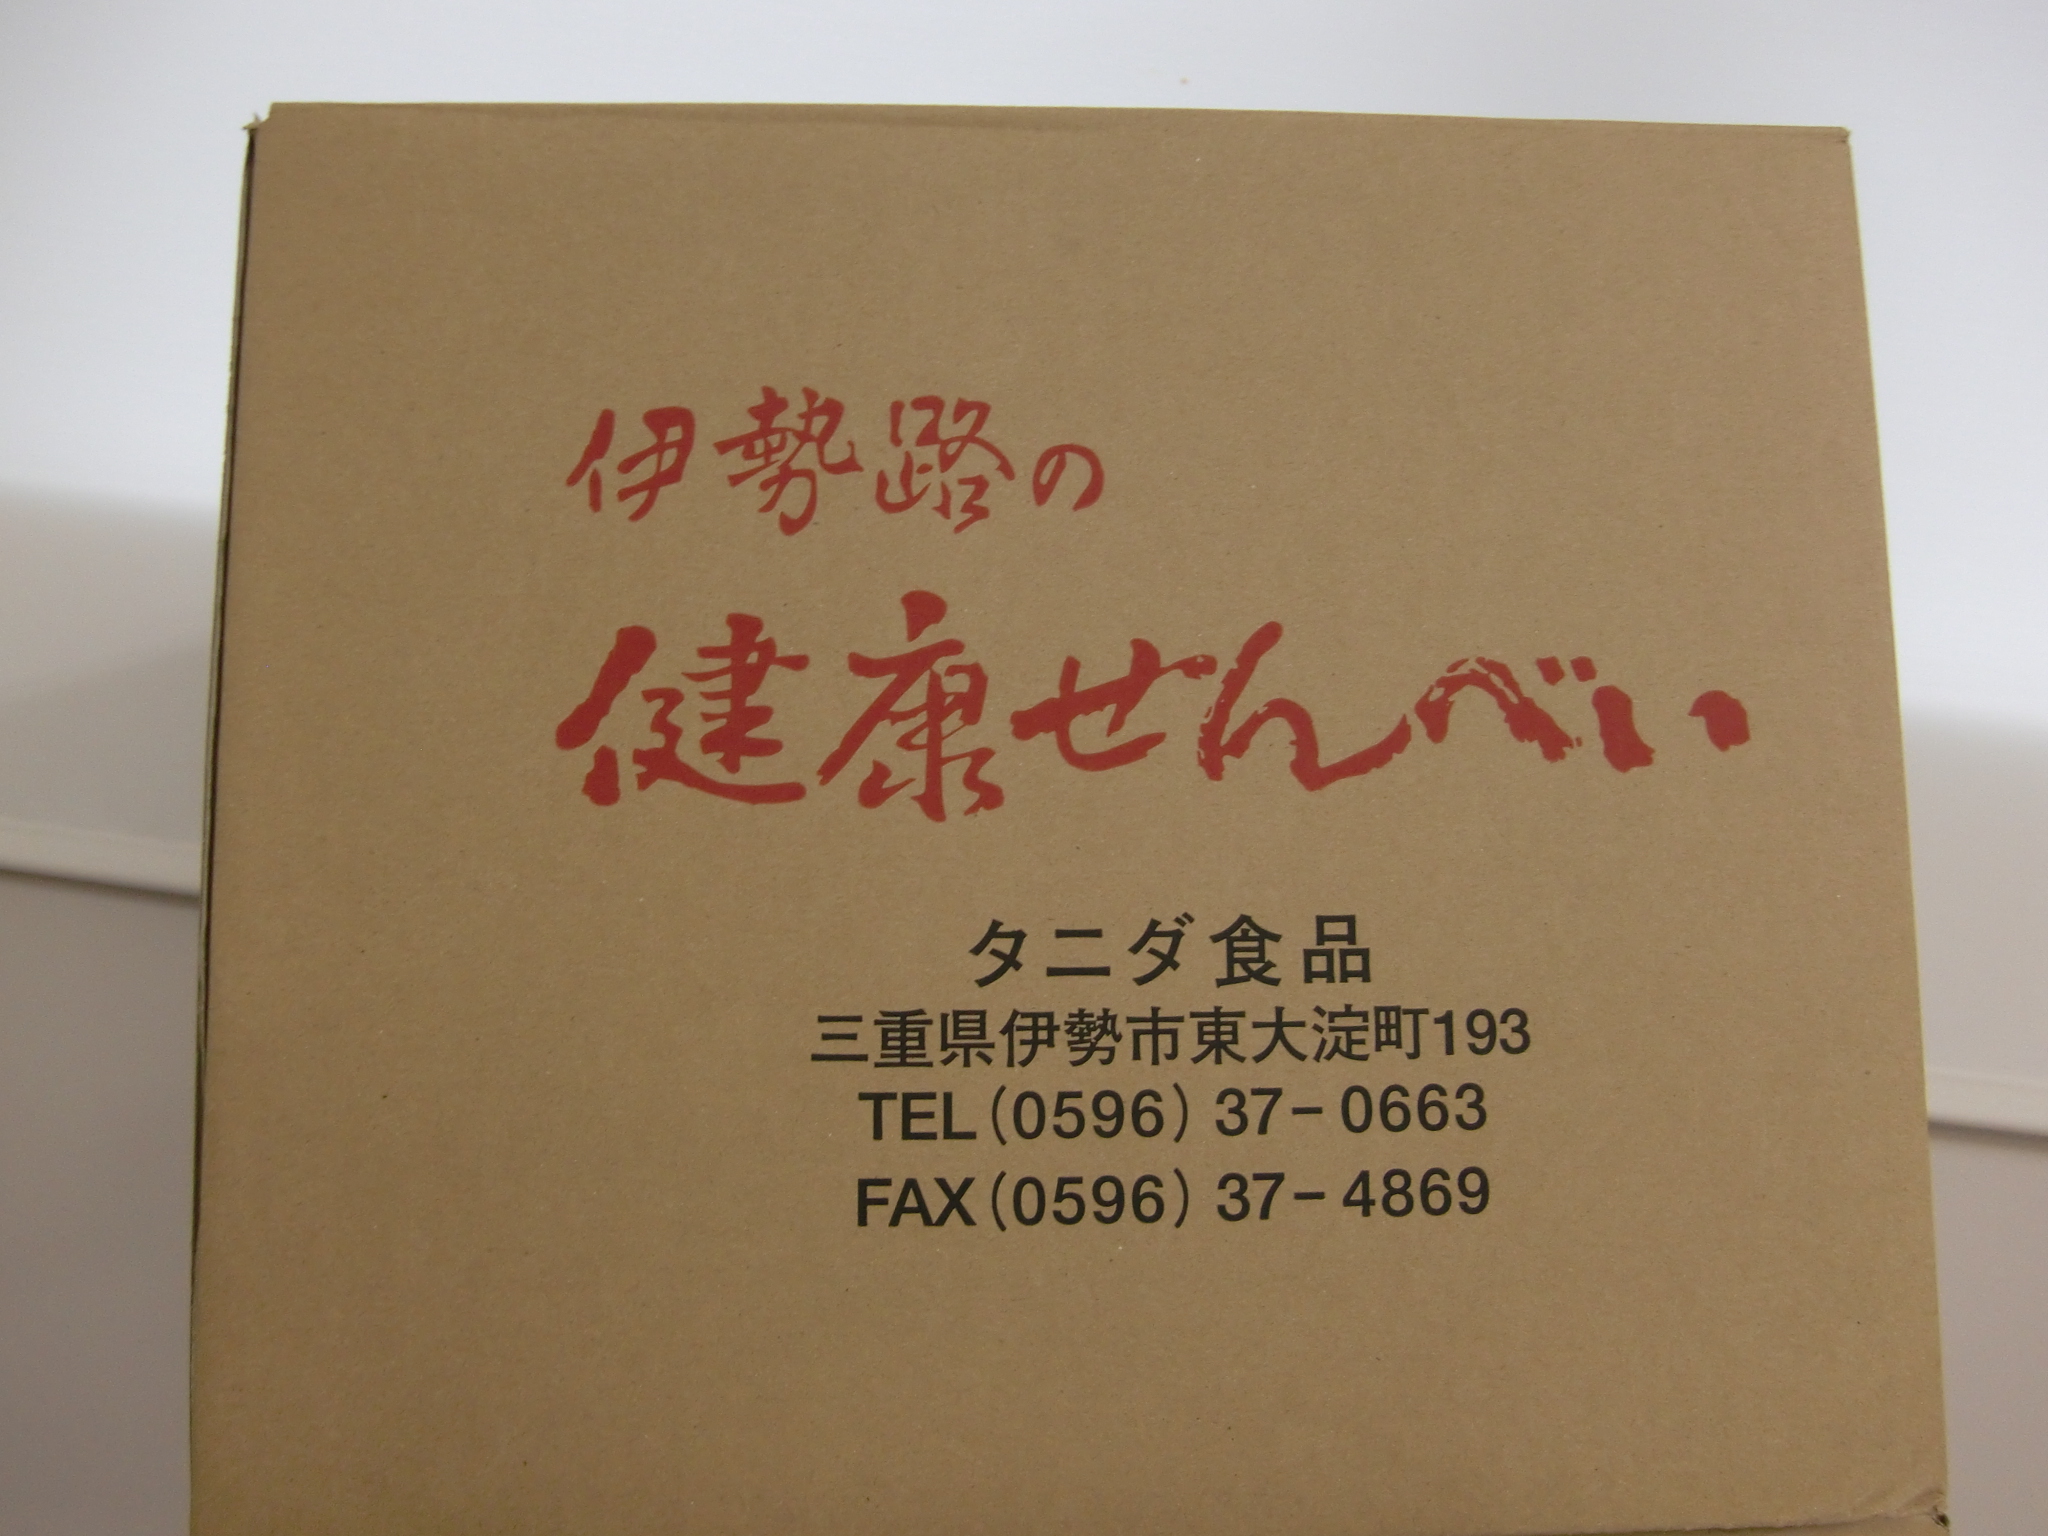 伊勢路の
健康せんべい
タニダ食品
三重県伊勢市東大淀町193
TEL(0596)37-0663
FAX(0596)37-4869